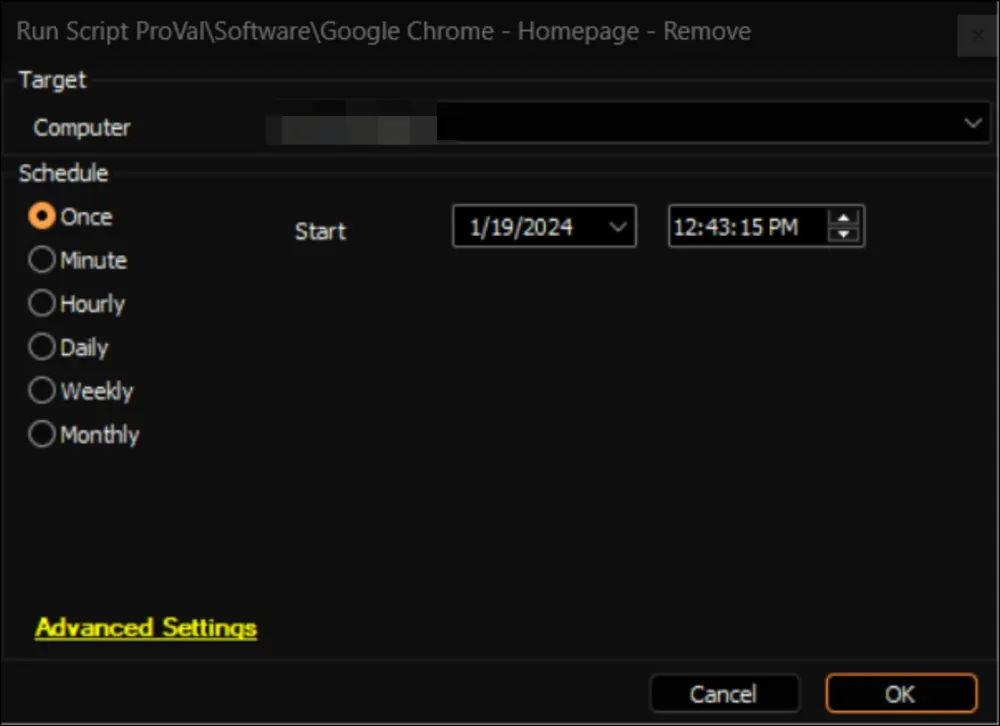 Run Script ProVal\Software\Google Chrome - Homepage - Remove
Target
Computer
Schedule
Once
Start
1/19/2024
12:43:15 PM
Minute
Hourly
Daily
Weekly
Monthly
Advanced Settings
Cancel
OK